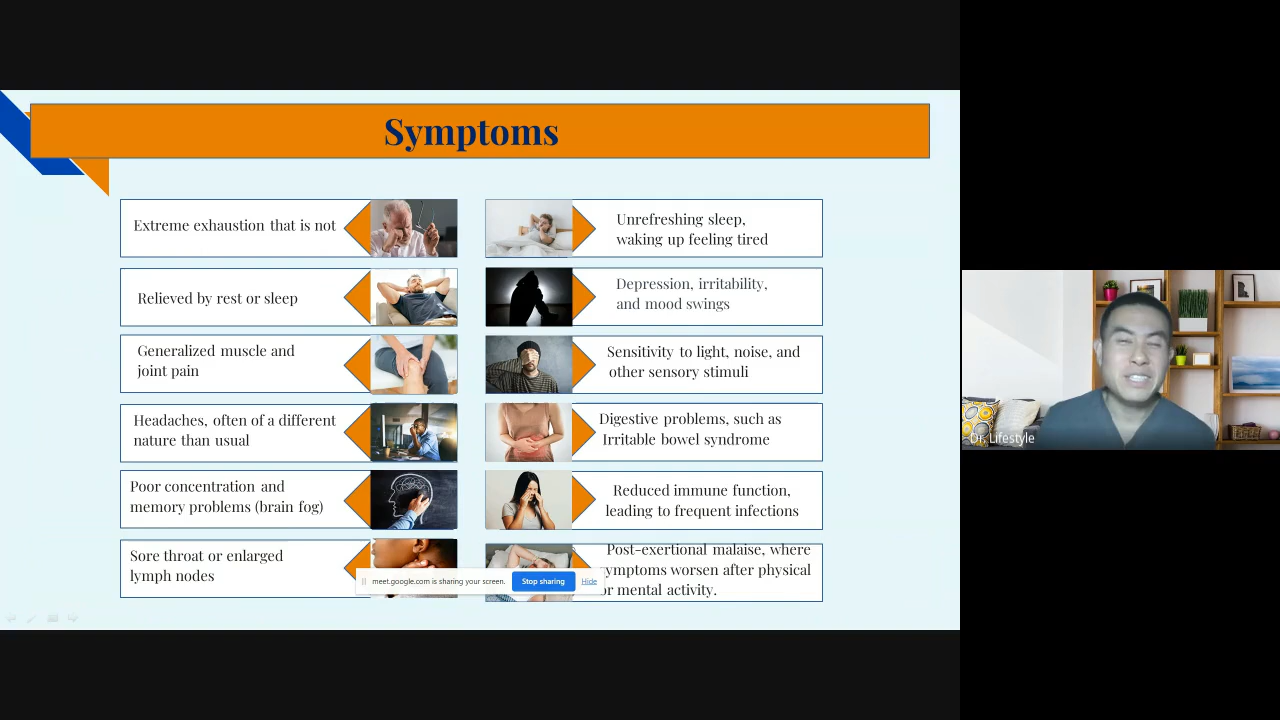 Symptoms
Extreme exhaustion that is not
Relieved by rest or sleep
Generalized muscle and
joint pain
Headaches, often of a different
nature than usual
Poor concentration and
memory problems (brain fog)
Sore throat or enlarged
lymph nodes
Unrefreshing sleep,
waking up feeling tired
Depression, irritability,
and mood swings
Sensitivity to light, noise, and
other sensory stimuli
Digestive problems, such as
Irritable bowel syndrome
Reduced immune function,
leading to frequent infections
Post-exertional malaise, where
symptoms worsen after physical
or mental activity.
meet.google.com is sharing your screen.
Stop sharing
Hide
Dr. Lifestyle